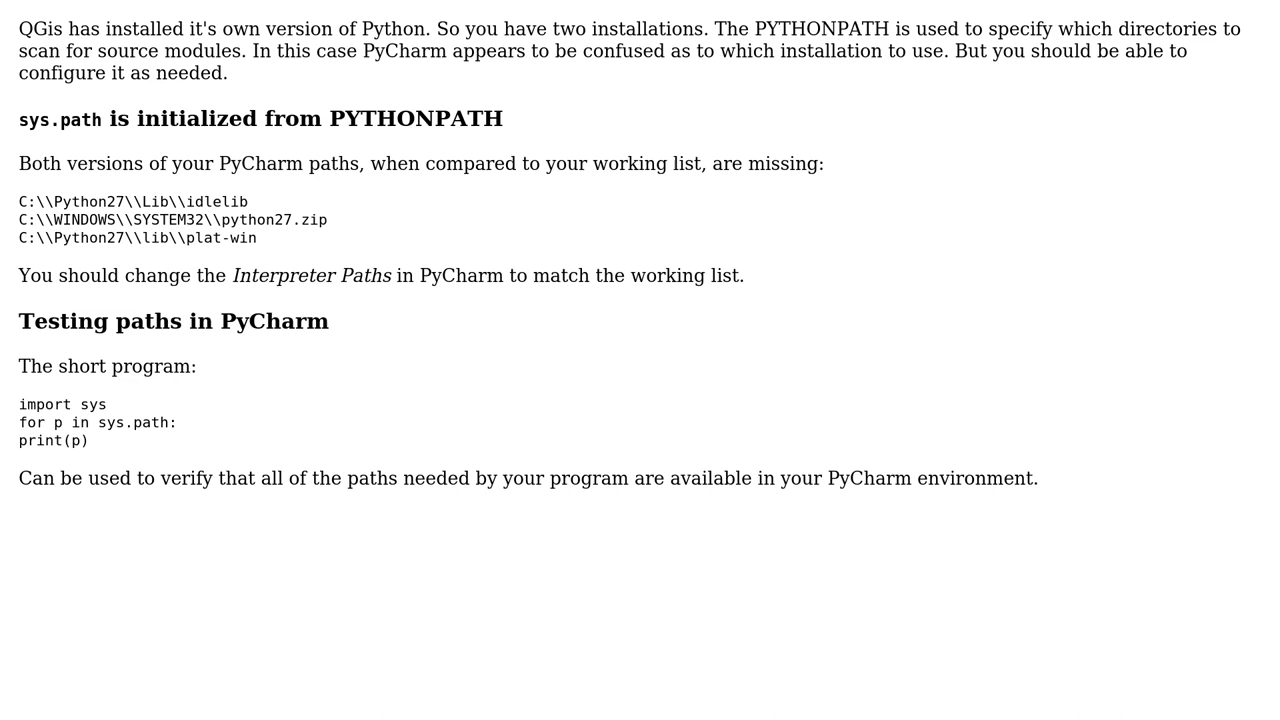 QGis has installed it's own version of Python. So you have two installations. The PYTHONPATH is used to specify which directories to
scan for source modules. In this case PyCharm appears to be confused as to which installation to use. But you should be able to
configure it as needed.
sys.path is initialized from PYTHONPATH
Both versions of your PyCharm paths, when compared to your working list, are missing:
C:\\Python27\\Lib\\idlelib
C:\\WINDOWS\\SYSTEM32\\python27.zip
C:\\Python27\\lib\\plat-win
You should change the Interpreter Paths in PyCharm to match the working list.
Testing paths in PyCharm
The short program:
import sys
for p in sys.path:
print(p)
Can be used to verify that all of the paths needed by your program are available in your PyCharm environment.